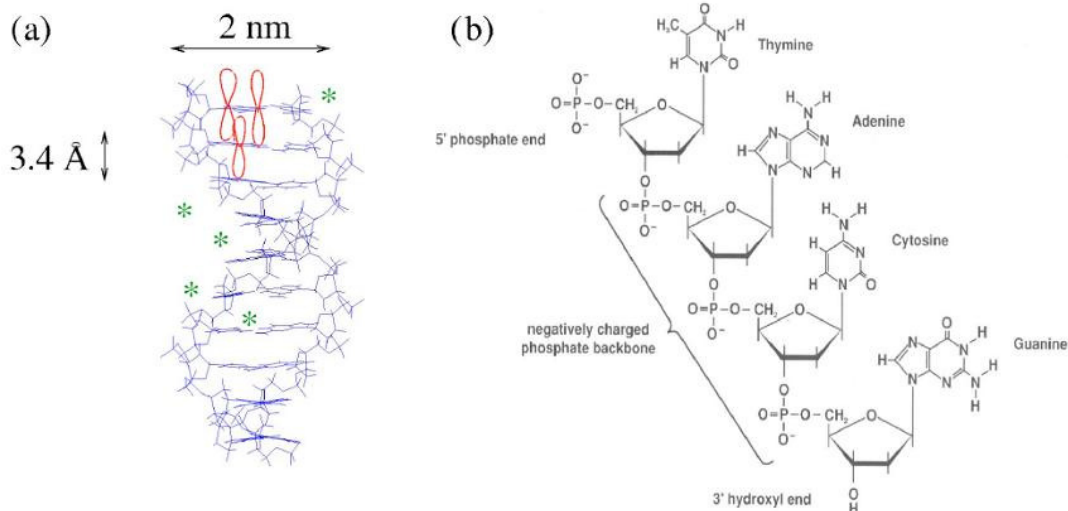 (a)
2 nm
3.4 Å
*
*
*
*
*
(b)
O
H₃C
N-H
H
N
O
Thymine
O⁻
O=P-O-CH₂
O⁻
O
5' phosphate end
H H
N
Adenine
N
N
H
N
N
H
O
O=P-O-CH₂
O⁻
O
H H
N
Cytosine
H
N
H
N
O
O
O=P-O-CH₂
O⁻
O
negatively charged
phosphate backbone
O
N
N-H
Guanine
H
N
N
N-H
H
O
O=P-O-CH₂
O⁻
O
3' hydroxyl end
O
H